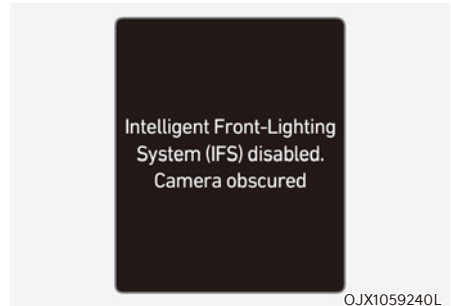 Intelligent Front-Lighting
System (IFS) disabled.
Camera obscured
OJX1059240L